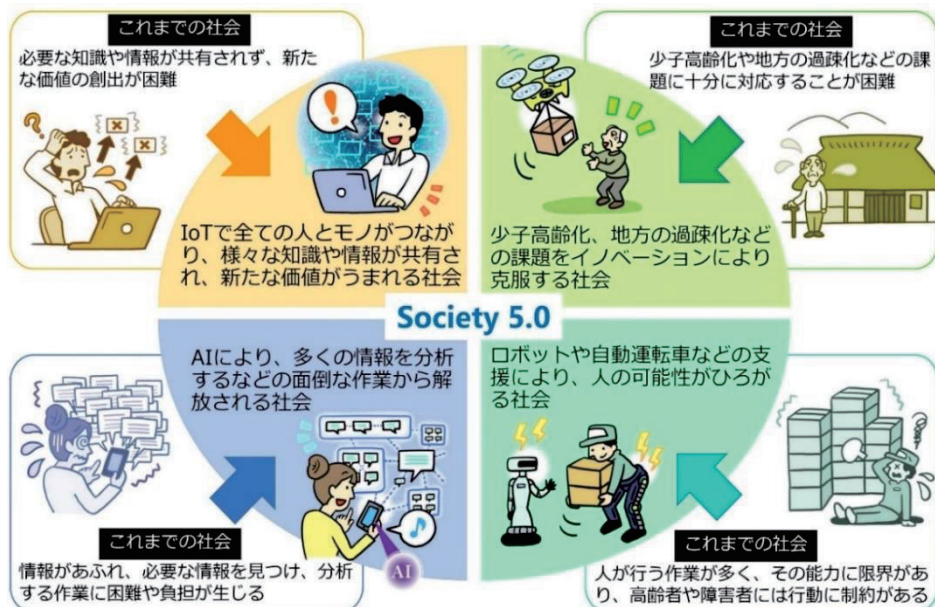 これまでの社会
必要な知識や情報が共有されず、新た
な価値の創出が困難
IoTで全ての人とモノがつなが
り、様々な知識や情報が共有さ
れ、新たな価値がうまれる社会
これまでの社会
少子高齢化や地方の過疎化などの課
題に十分に対応することが困難
少子高齢化、地方の過疎化など
の課題をイノベーションにより
克服する社会
Society 5.0
AIにより、多くの情報を分析
するなどの面倒な作業から解
放される社会
AI
これまでの社会
情報があふれ、必要な情報を見つけ、分析
する作業に困難や負担が生じる
ロボットや自動運転車などの支
援により、人の可能性がひろが
る社会
これまでの社会
人が行う作業が多く、その能力に限界があ
り、高齢者や障害者には行動に制約がある